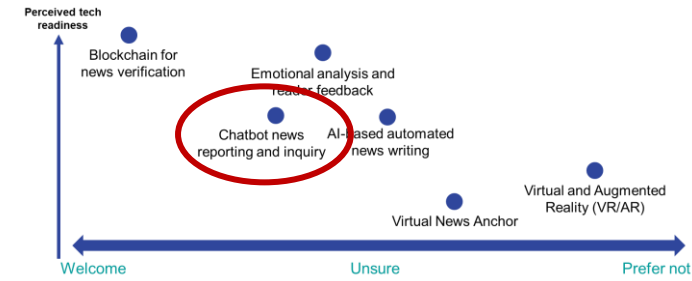 Perceived tech
readiness
Blockchain for
news verification
Emotional analysis and
reader feedback
Chatbot news
reporting and inquiry
AI-based automated
news writing
Virtual and Augmented
Reality (VR/AR)
Virtual News Anchor
Welcome
Unsure
Prefer not